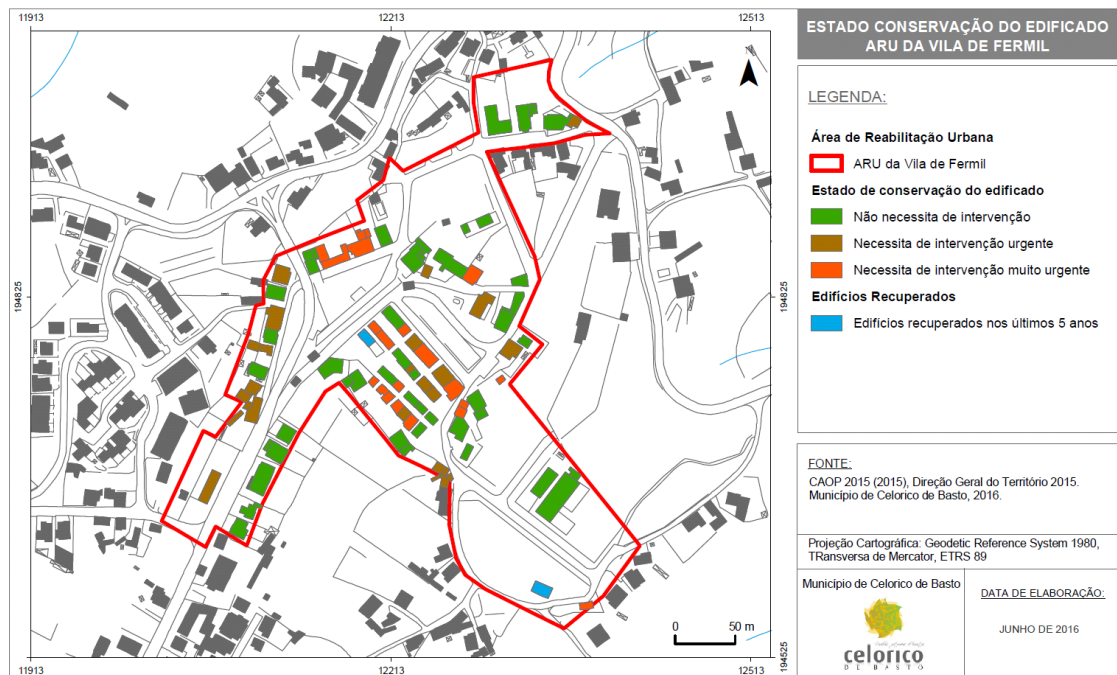 11913
12213
12513
194825
194825
194525
11913
12213
12513
0
50 m
ESTADO CONSERVAÇÃO DO EDIFICADO
ARU DA VILA DE FERMIL
LEGENDA:
Área de Reabilitação Urbana
ARU da Vila de Fermil
Estado de conservação do edificado
Não necessita de intervenção
Necessita de intervenção urgente
Necessita de intervenção muito urgente
Edifícios Recuperados
Edifícios recuperados nos últimos 5 anos
FONTE:
CAOP 2015 (2015), Direção Geral do Território 2015.
Município de Celorico de Basto, 2016.
Projeção Cartográfica: Geodetic Reference System 1980,
TRansversa de Mercator, ETRS 89
Município de Celorico de Basto
celorico
DE BASTO
DATA DE ELABORAÇÃO:
JUNHO DE 2016